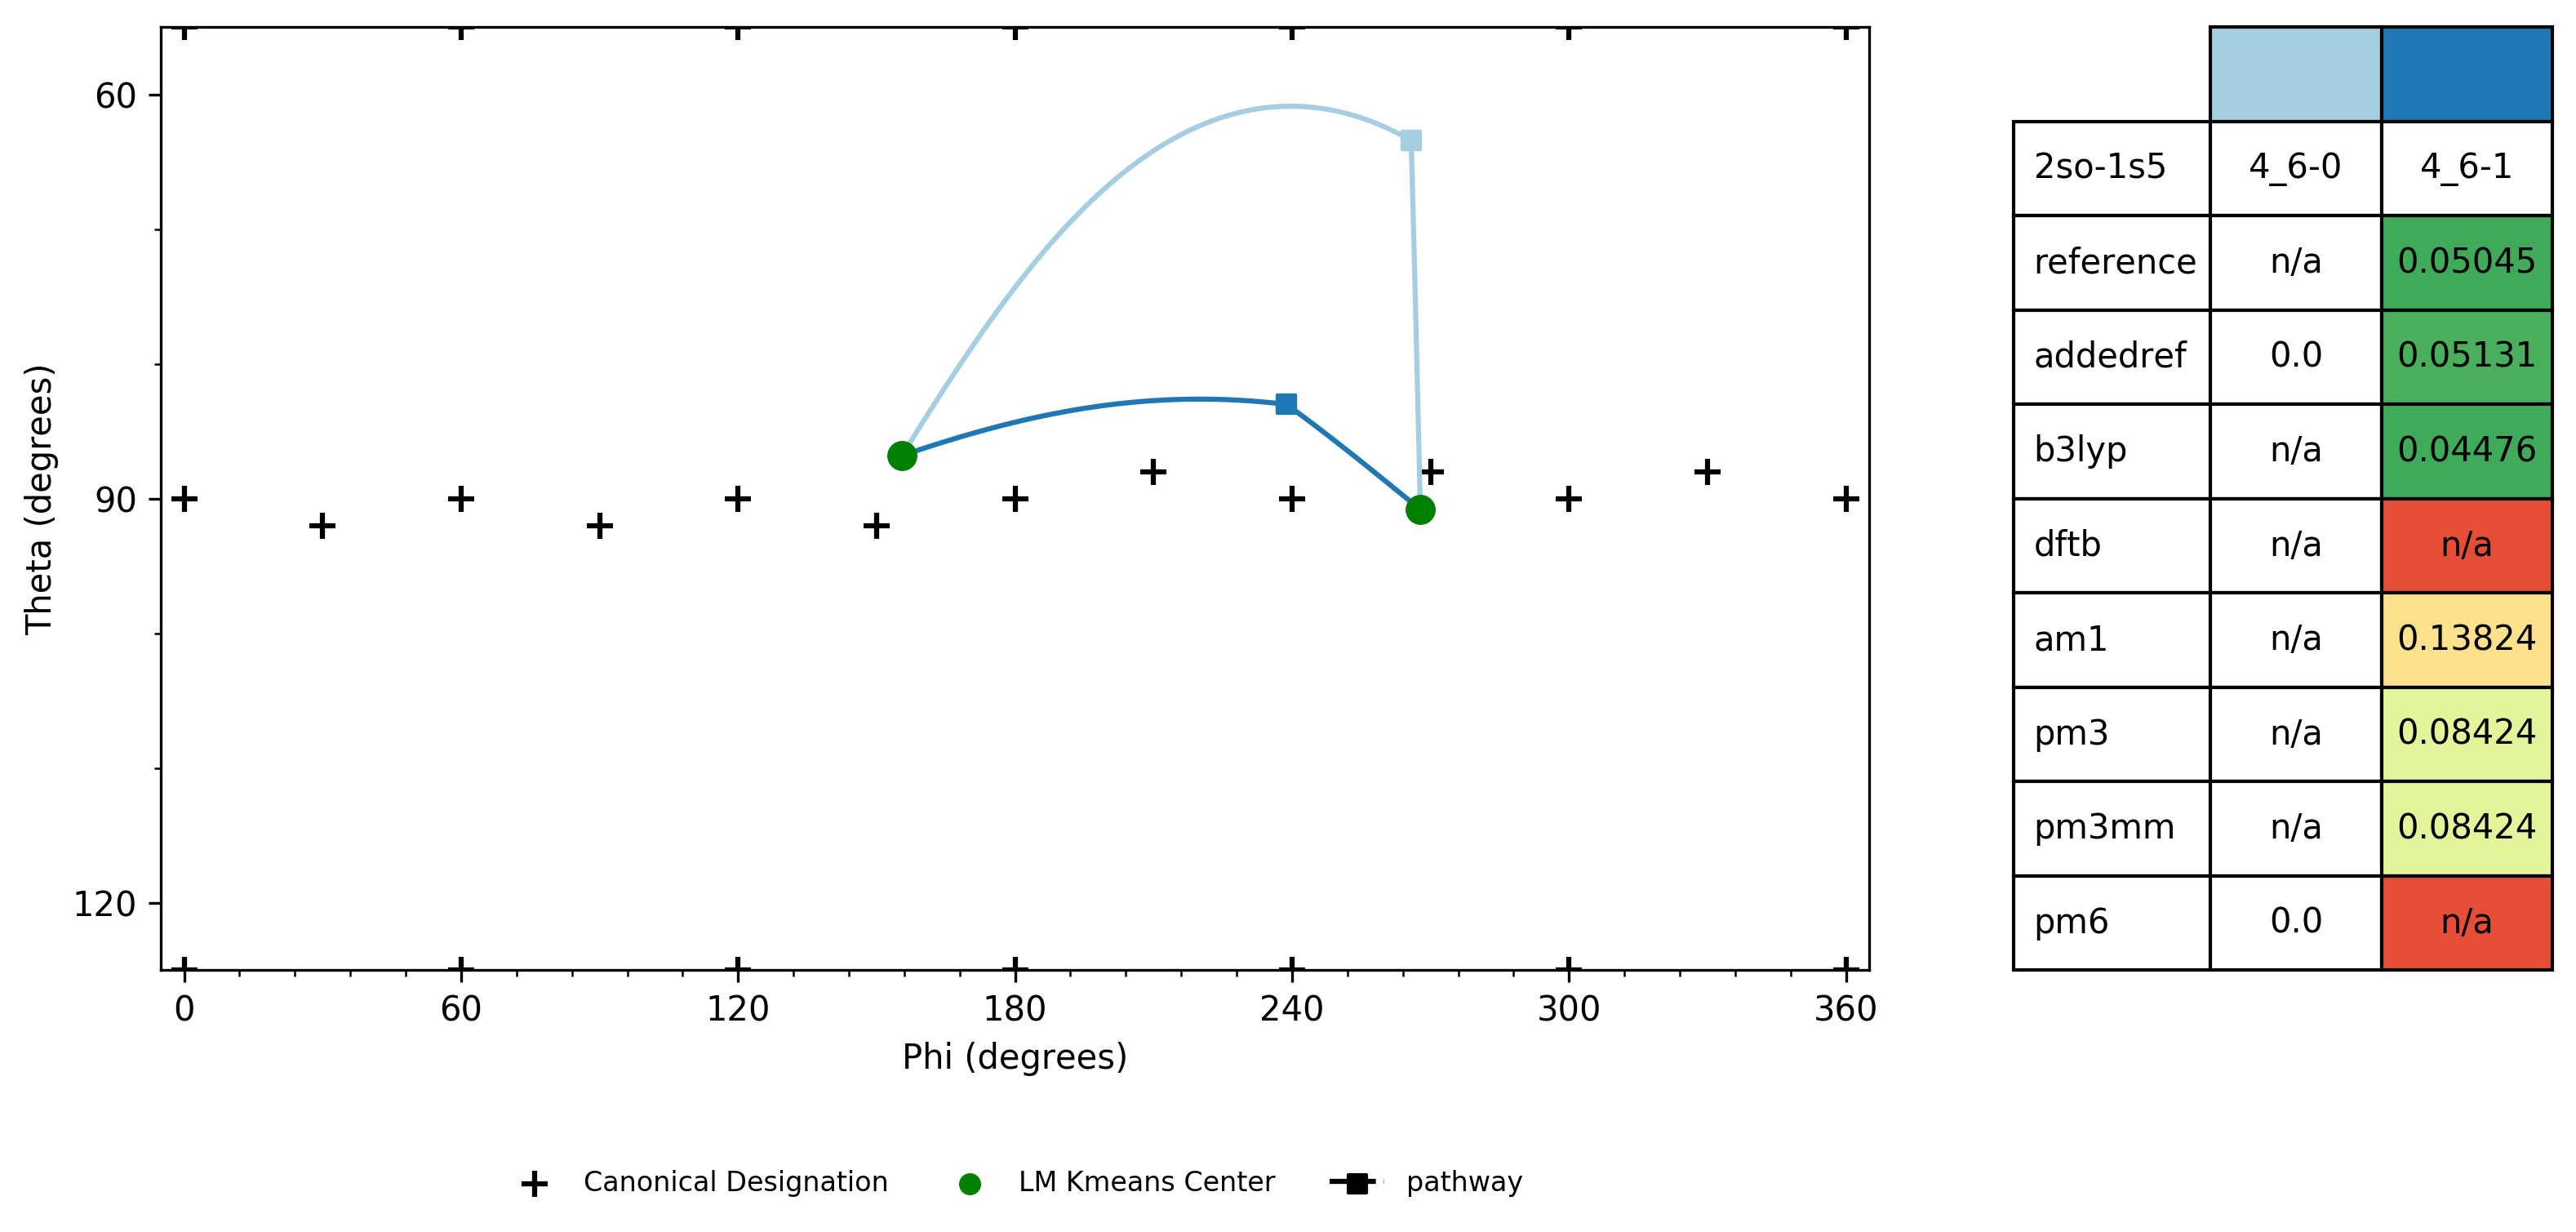 60
90
120
Theta (degrees)
0 60 120 180 240 300 360
Phi (degrees)
Canonical Designation LM Kmeans Center pathway
2so-1s5 4_6-0 4_6-1
reference n/a 0.05045
addedref 0.0 0.05131
b3lyp n/a 0.04476
dftb n/a n/a
am1 n/a 0.13824
pm3 n/a 0.08424
pm3mm n/a 0.08424
pm6 0.0 n/a